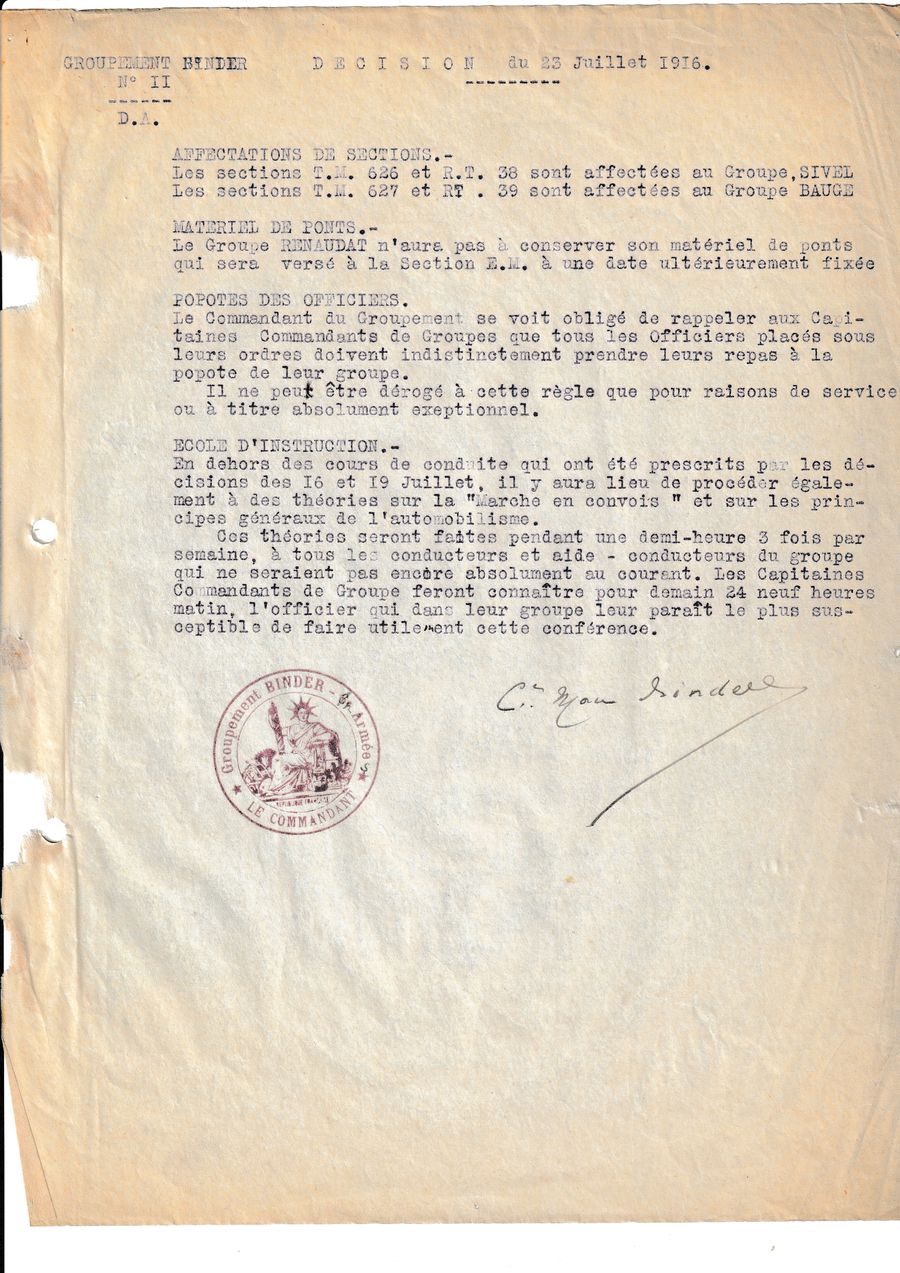 GROUPEMENT BINDER D E C I S I O N du 23 Juillet 1916.
N° II
D.A.
AFFECTATIONS DE SECTIONS.-
Les sections T.M. 626 et R.T. 38 sont affectées au Groupe,SIVEL
Les sections T.M. 627 et RT . 39 sont affectées au Groupe BAUGE
MATERIEL DE PONTS.-
Le Groupe RENAUDAT n'aura pas à conserver son matériel de ponts
qui sera versé à la Section E.M. à une date ultérieurement fixée
POPOTES DES OFFICIERS.
Le Commandant du Groupement se voit obligé de rappeler aux Capi-
taines Commandants de Groupes que tous les Officiers placés sous
leurs ordres doivent indistinctement prendre leurs repas à la
popote de leur groupe.
Il ne peut être dérogé à cette règle que pour raisons de service
ou à titre absolument exeptionnel.
ECOLE D'INSTRUCTION.-
En dehors des cours de conduite qui ont été prescrits par les dé-
cisions des I6 et I9 Juillet, il y aura lieu de procéder égale-
ment à des théories sur la "Marche en convois " et sur les prin-
cipes généraux de l'automobilisme.
Ces théories seront faites pendant une demi-heure 3 fois par
semaine, à tous les conducteurs et aide - conducteurs du groupe
qui ne seraient pas encore absolument au courant. Les Capitaines
Commandants de Groupe feront connaître pour demain 24 neuf heures
matin, l'officier qui dans leur groupe leur paraît le plus sus-
ceptible de faire utilement cette conférence.
Groupement BINDER - Armées
REPUBLIQUE FRANÇAISE
LE COMMANDANT